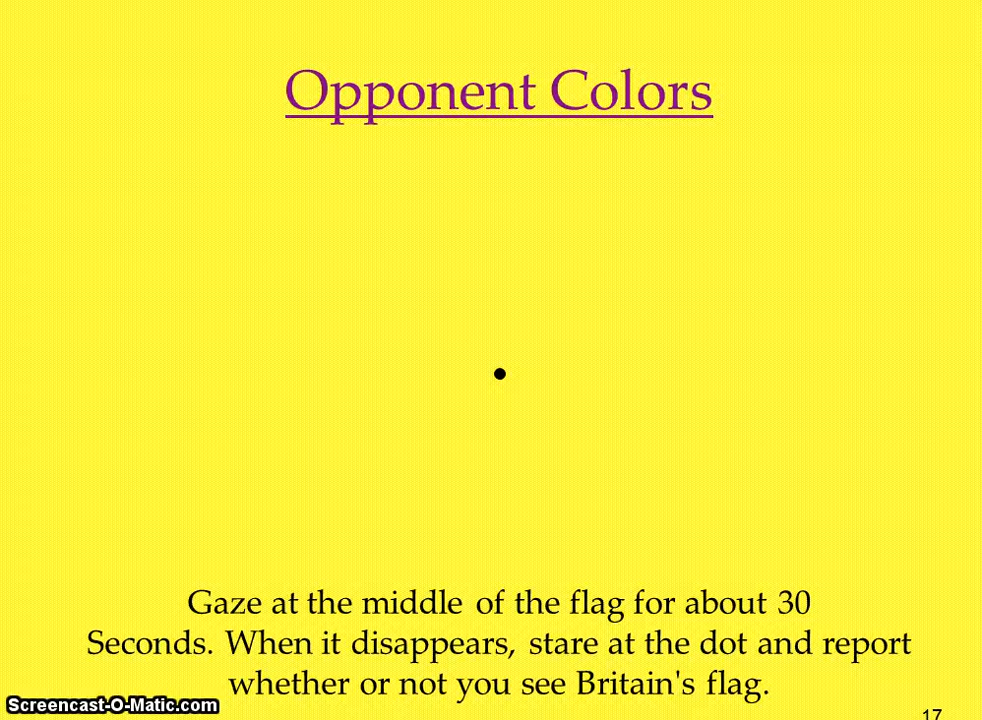 Opponent Colors
Gaze at the middle of the flag for about 30
Seconds. When it disappears, stare at the dot and report
whether or not you see Britain's flag.
Screencast-O-Matic.com
17